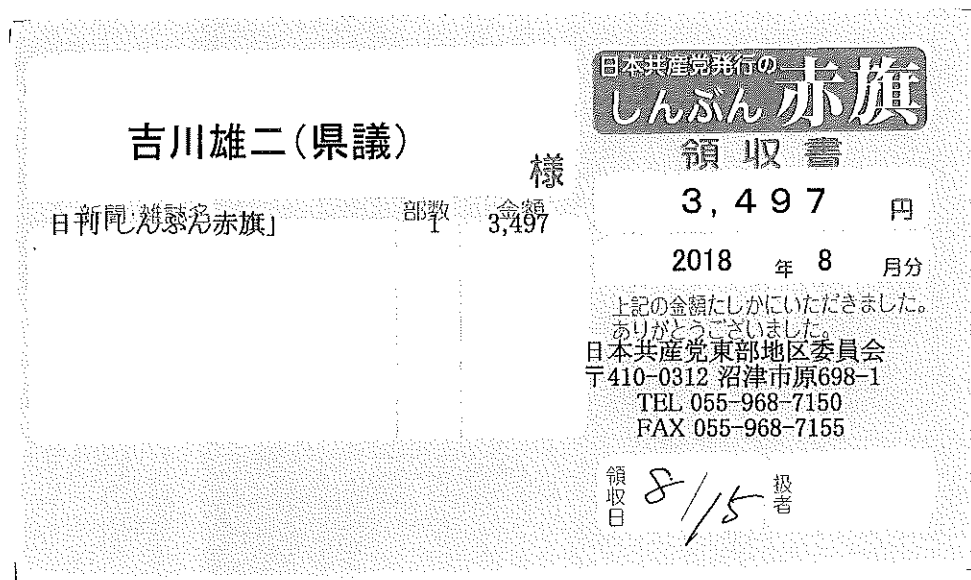 吉川雄二（県議）
様
新聞・雑誌名 部数 金額
日刊「しんぶん赤旗」 1 3,497
日本共産党発行の
しんぶん赤旗
領収書
3,497 円
2018 年 8 月分
上記の金額たしかにいただきました。
ありがとうございました。
日本共産党東部地区委員会
〒410-0312 沼津市原698-1
TEL 055-968-7150
FAX 055-968-7155
領収日 8/15 扱者